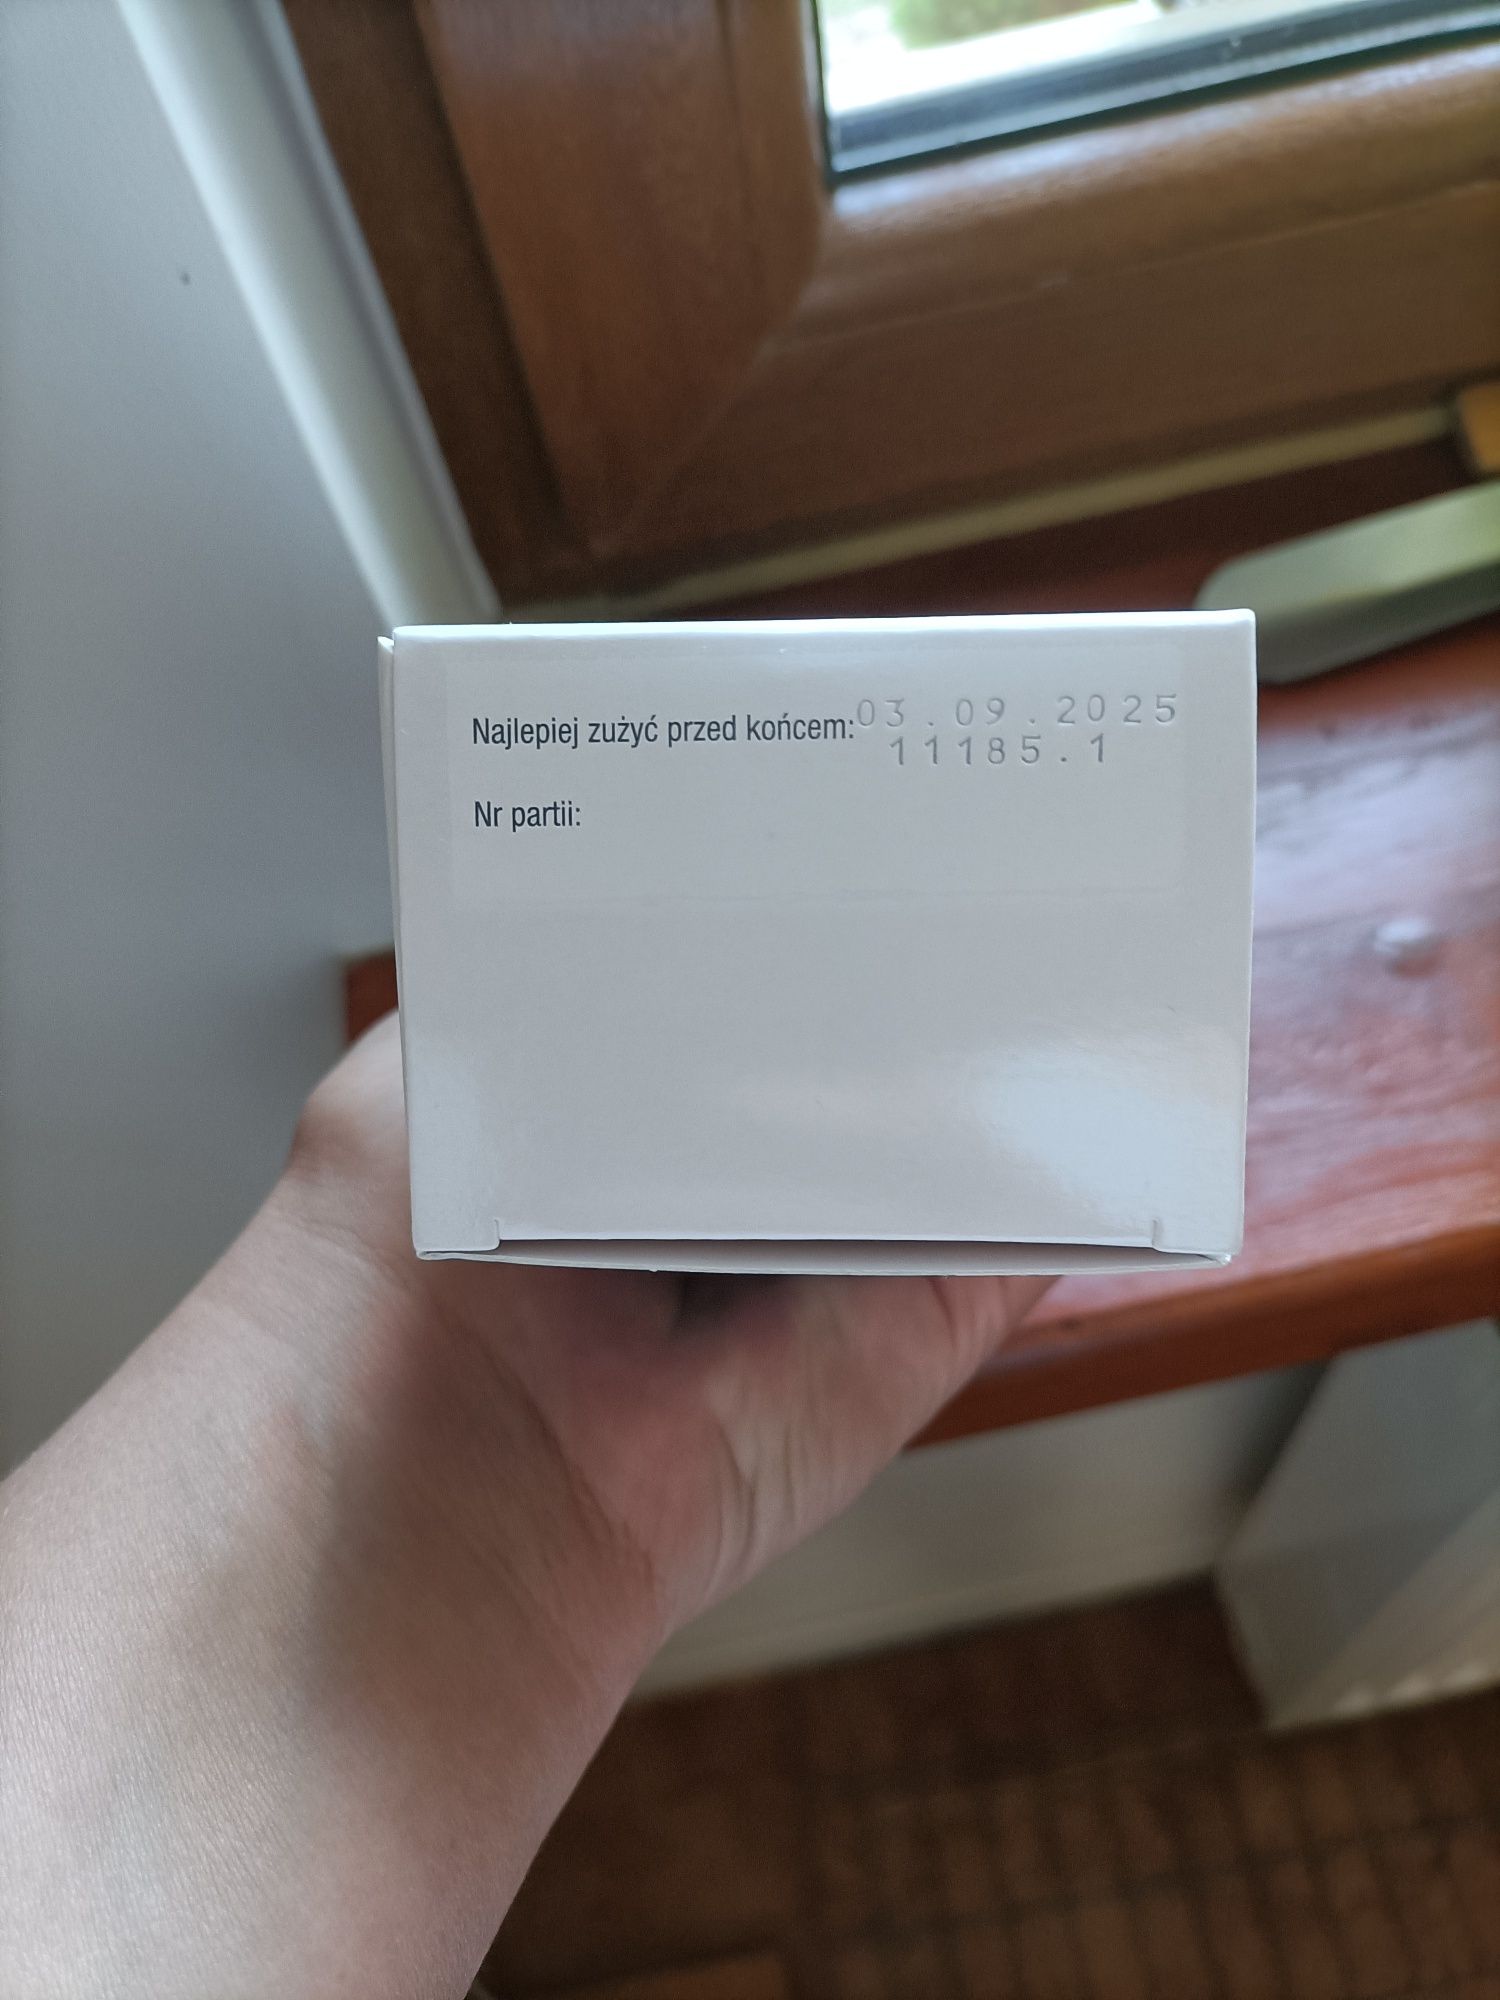 Najlepiej zużyć przed końcem: 03.09.2025
11185.1
Nr partii: